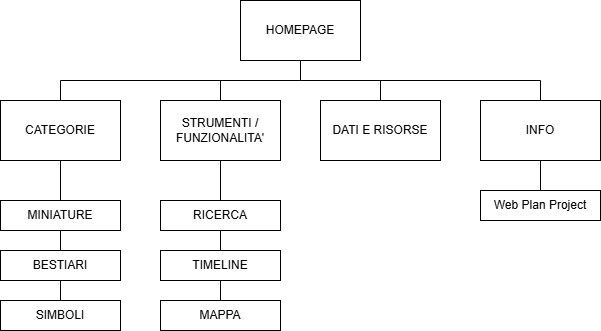 HOMEPAGE
CATEGORIE
STRUMENTI /
FUNZIONALITA'
DATI E RISORSE
INFO
MINIATURE
RICERCA
Web Plan Project
BESTIARI
TIMELINE
SIMBOLI
MAPPA